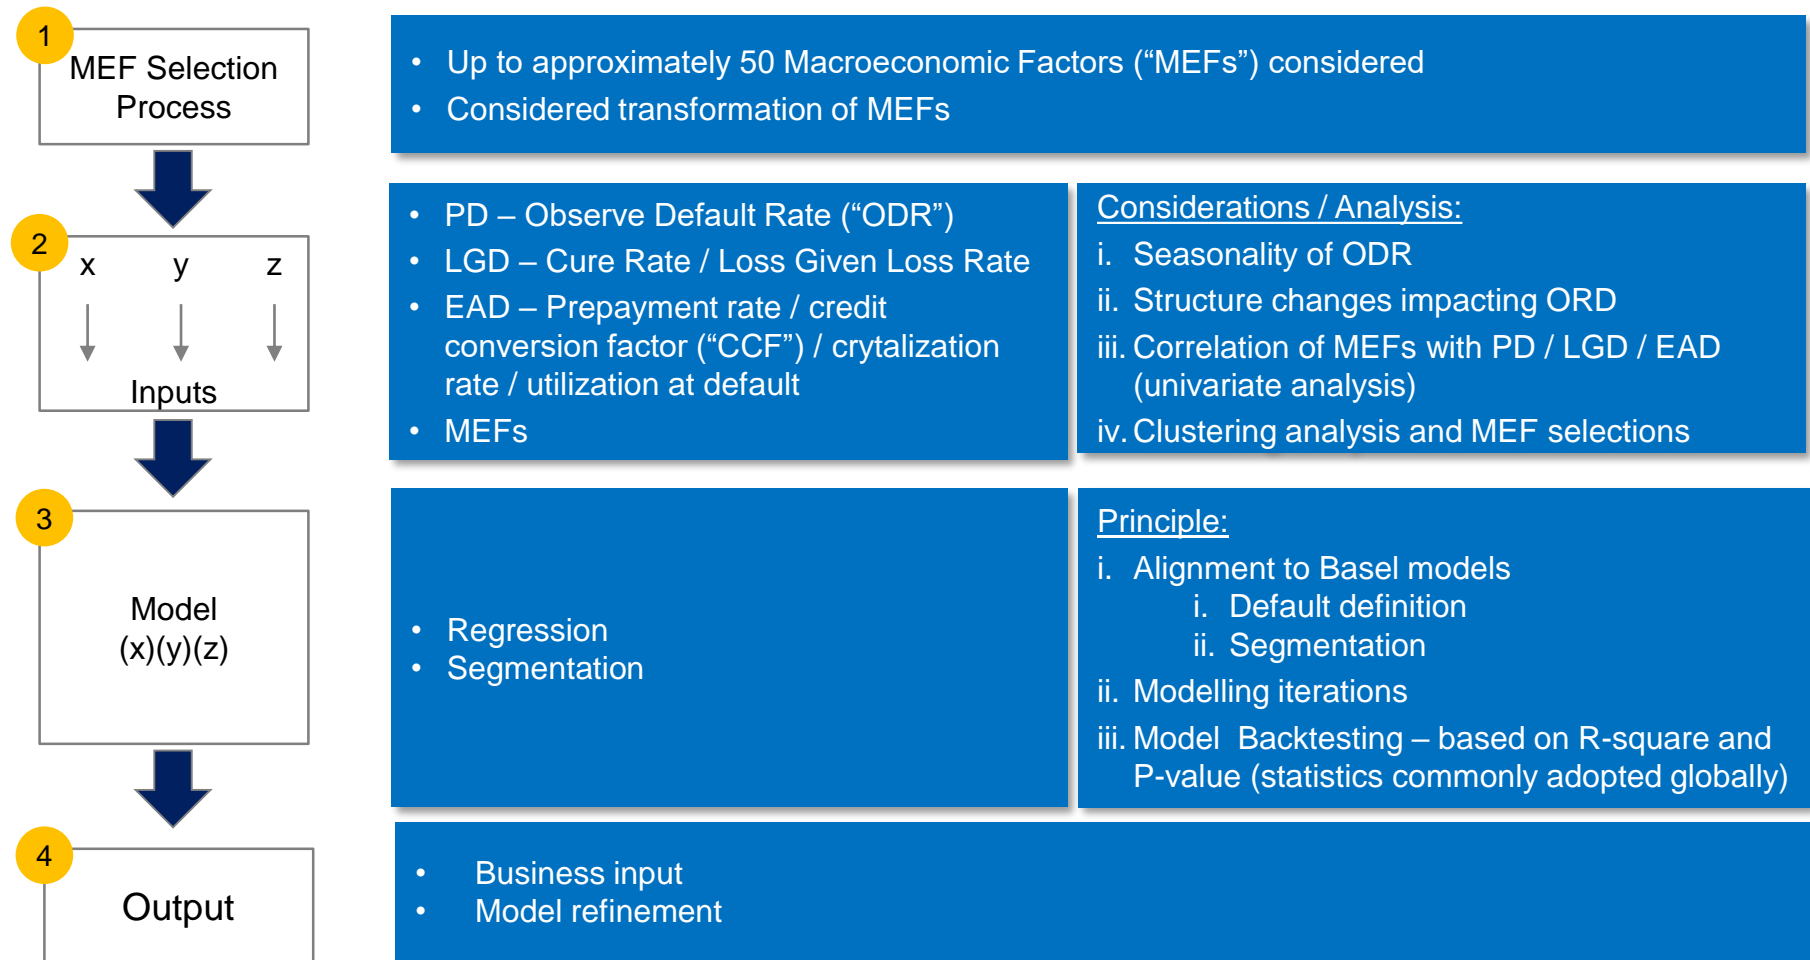 1
MEF Selection
Process
• Up to approximately 50 Macroeconomic Factors (“MEFs”) considered
• Considered transformation of MEFs
2
x y z
Inputs
• PD – Observe Default Rate (“ODR”)
• LGD – Cure Rate / Loss Given Loss Rate
• EAD – Prepayment rate / credit
conversion factor (“CCF”) / crytalization
rate / utilization at default
• MEFs
Considerations / Analysis:
i. Seasonality of ODR
ii. Structure changes impacting ORD
iii. Correlation of MEFs with PD / LGD / EAD
(univariate analysis)
iv. Clustering analysis and MEF selections
3
Model
(x)(y)(z)
• Regression
• Segmentation
Principle:
i. Alignment to Basel models
i. Default definition
ii. Segmentation
ii. Modelling iterations
iii. Model Backtesting – based on R-square and
P-value (statistics commonly adopted globally)
4
Output
• Business input
• Model refinement